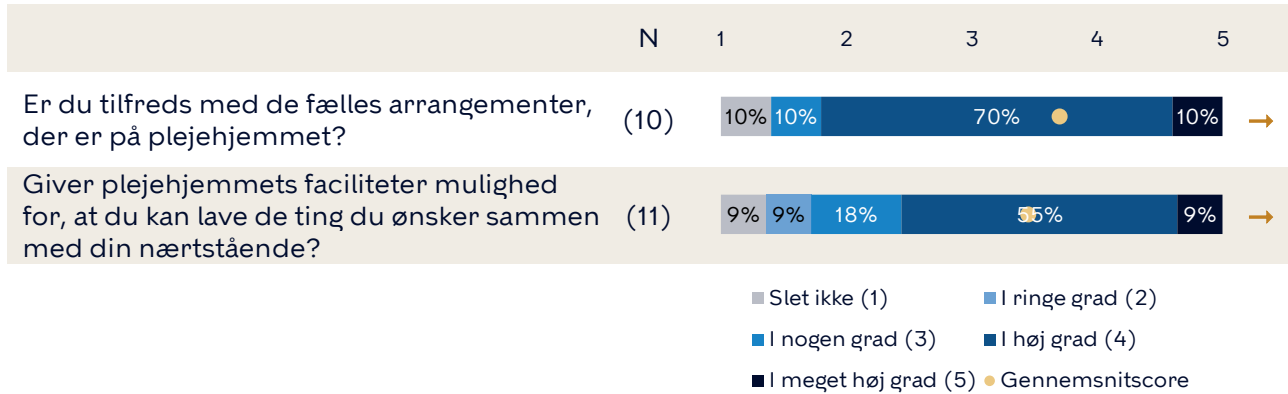 N 1 2 3 4 5
Er du tilfreds med de fælles arrangementer,
der er på plejehjemmet?
(10) 10% 10% 70% 10% →
Giver plejehjemmets faciliteter mulighed
for, at du kan lave de ting du ønsker sammen
med din nærtstående?
(11) 9% 9% 18% 55% 9% →
Slet ikke (1) I ringe grad (2)
I nogen grad (3) I høj grad (4)
I meget høj grad (5) Gennemsnitscore